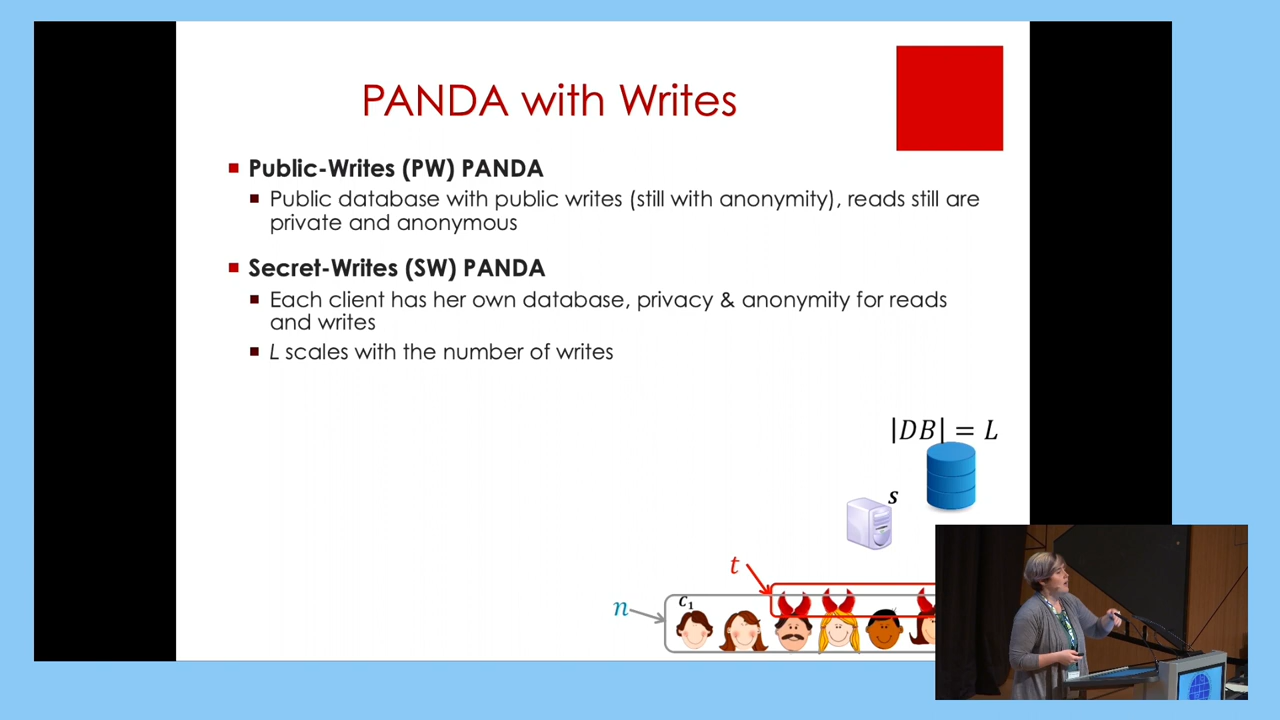 PANDA with Writes
Public-Writes (PW) PANDA
Public database with public writes (still with anonymity), reads still are
private and anonymous
Secret-Writes (SW) PANDA
Each client has her own database, privacy & anonymity for reads
and writes
L scales with the number of writes
|DB| = L
s
t
n
c₁